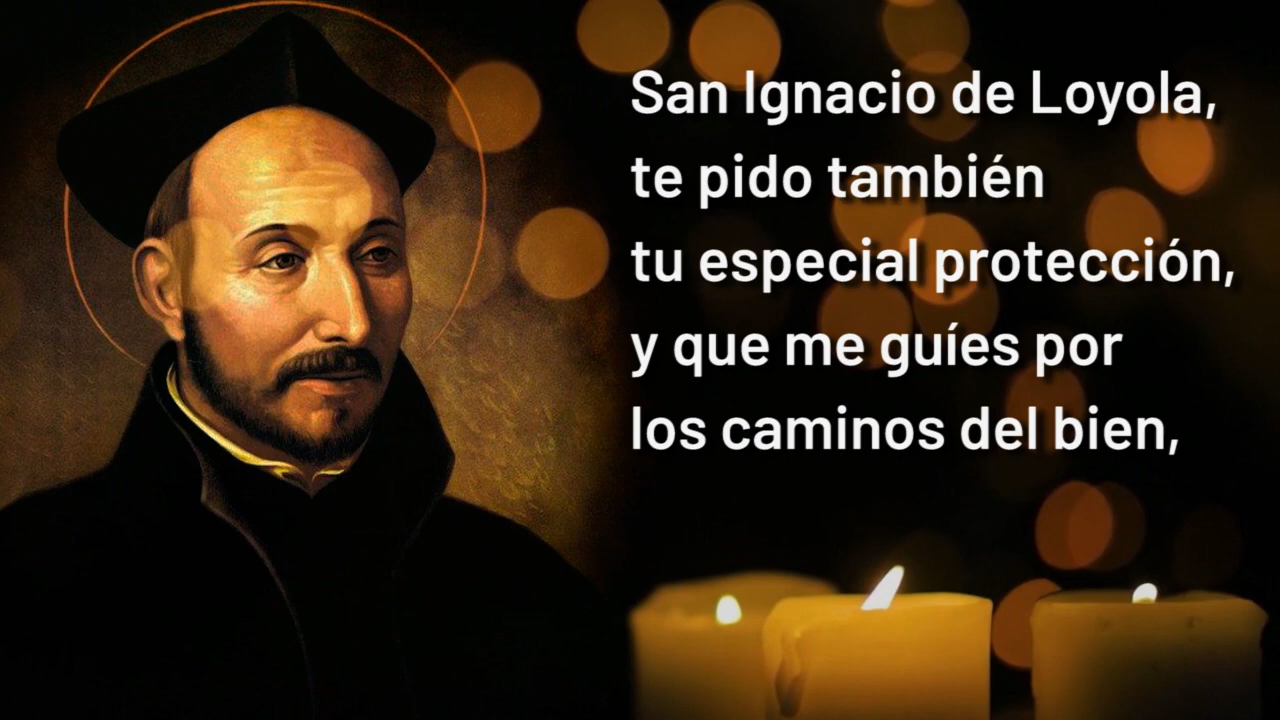 San Ignacio de Loyola,
te pido también
tu especial protección,
y que me guíes por
los caminos del bien,